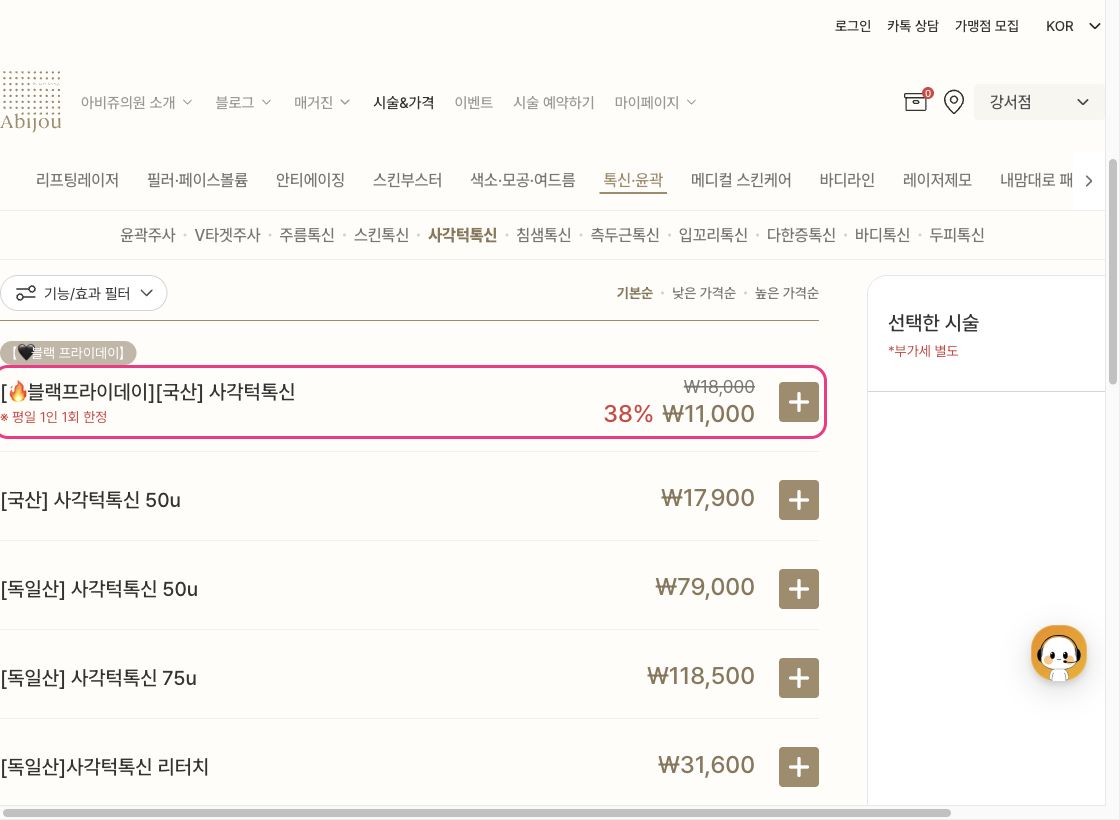 로그인 카톡 상담 가맹점 모집 KOR
Abijou
아비쥬의원 소개 블로그 매거진 시술&가격 이벤트 시술 예약하기 마이페이지 0 강서점
리프팅레이저 필러·페이스볼륨 안티에이징 스킨부스터 색소·모공·여드름 톡신·윤곽 메디컬 스킨케어 바디라인 레이저제모 내맘대로 패
윤곽주사 · V타겟주사 · 주름톡신 · 스킨톡신 · 사각턱톡신 · 침샘톡신 · 측두근톡신 · 입꼬리톡신 · 다한증톡신 · 바디톡신 · 두피톡신
기능/효과 필터 기본순 · 낮은 가격순 · 높은 가격순
선택한 시술
*부가세 별도
[🖤블랙 프라이데이]
[🔥블랙프라이데이][국산] 사각턱톡신 ₩18,000
※ 평일 1인 1회 한정 38% ₩11,000
[국산] 사각턱톡신 50u ₩17,900
[독일산] 사각턱톡신 50u ₩79,000
[독일산] 사각턱톡신 75u ₩118,500
[독일산]사각턱톡신 리터치 ₩31,600